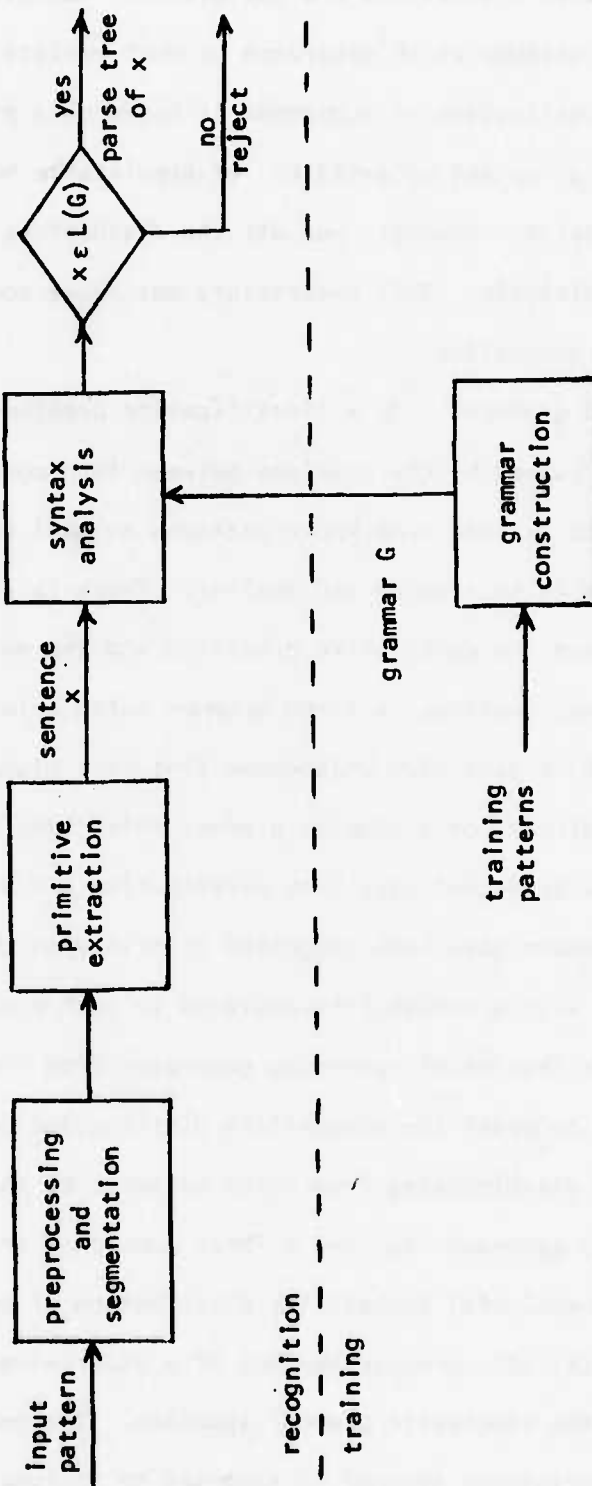 input
pattern
preprocessing
and
segmentation
primitive
extraction
sentence
x
syntax
analysis
x ε L(G)
yes
parse tree
of x
no
reject
recognition
training
grammar G
training
patterns
grammar
construction